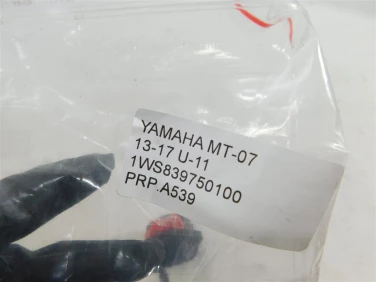 YAMAHA MT-07
13-17 U-11
1WS839750100
PRP.A539